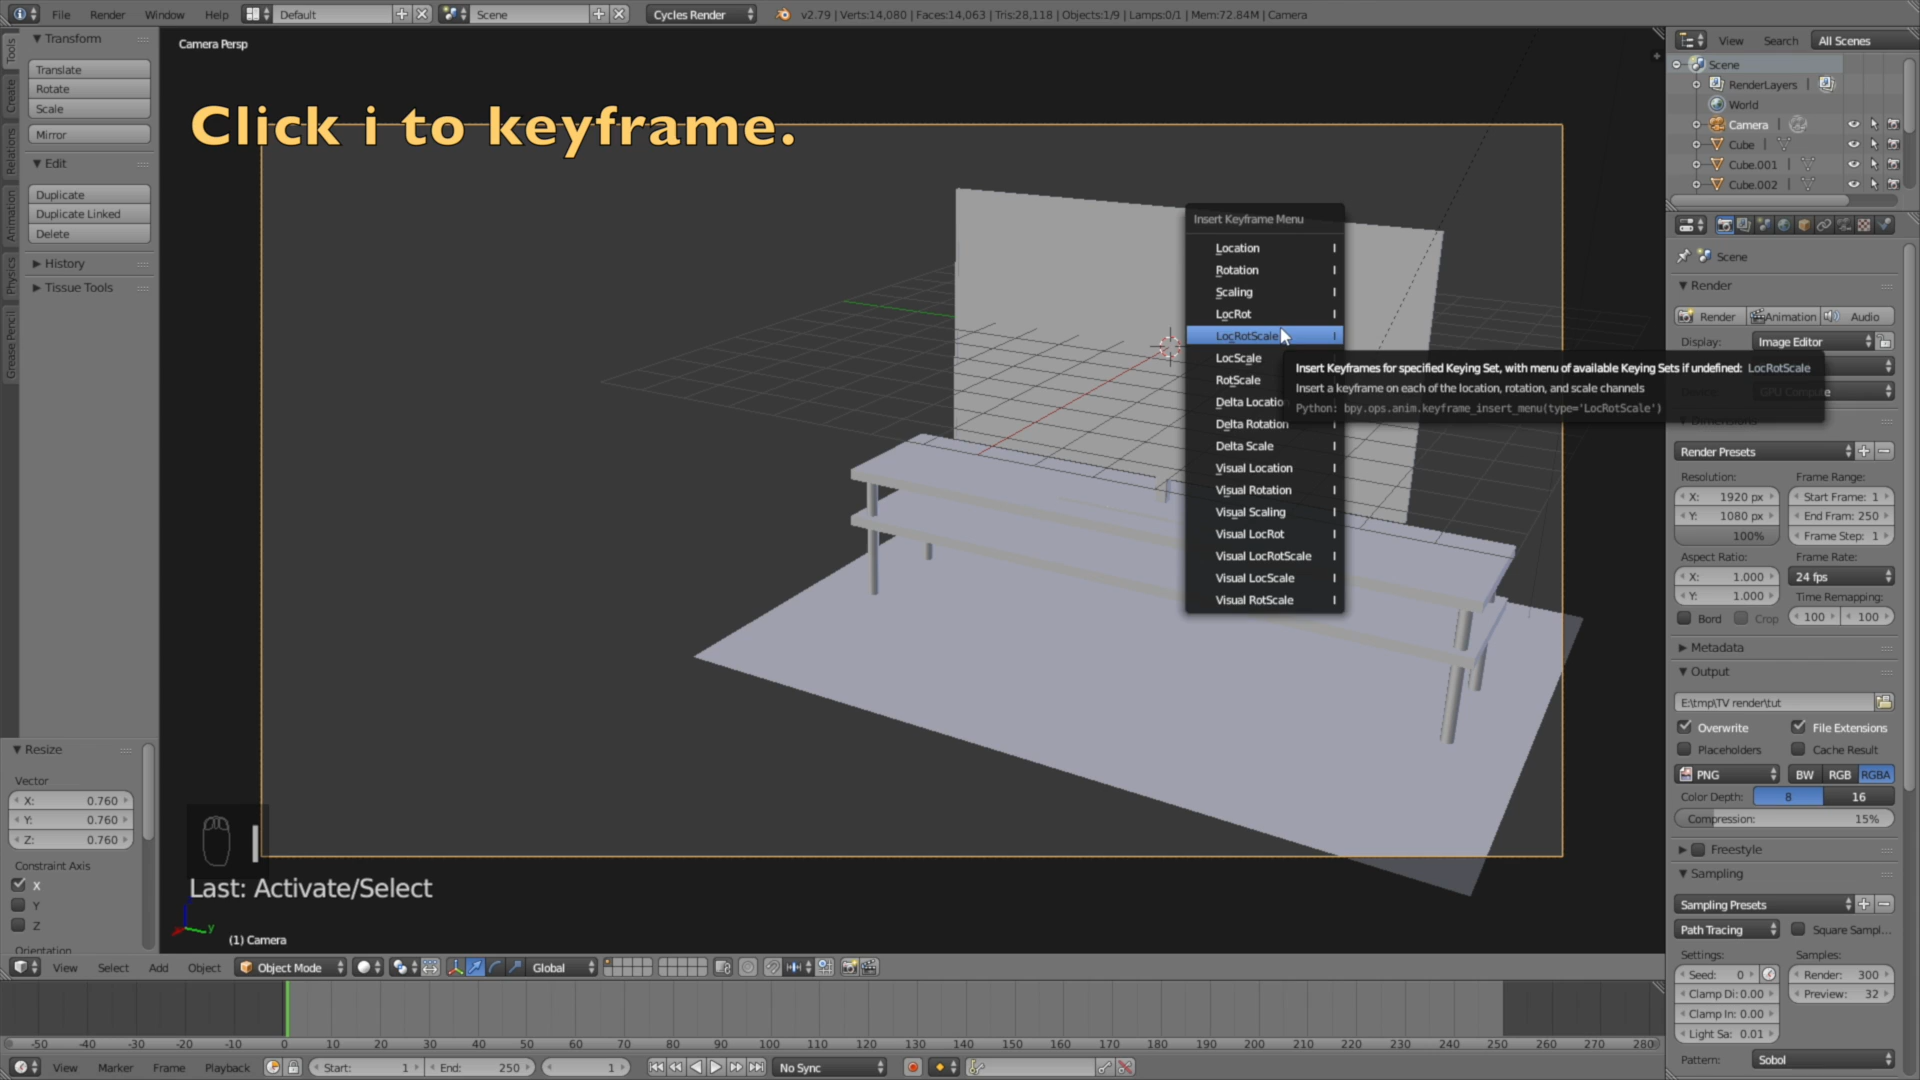 File Render Window Help Default Scene Cycles Render v2.79 | Verts:14,080 | Faces:14,063 | Tris:28,118 | Objects:1/9 | Lamps:0/1 | Mem:72.84M | Camera
Tools
Create
Relations
Animation
Physics
Grease Pencil
Transform
Translate
Rotate
Scale
Mirror
Edit
Duplicate
Duplicate Linked
Delete
History
Tissue Tools
Resize
Vector
X: 0.760
Y: 0.760
Z: 0.760
Constraint Axis
X
Y
Z
Orientation
Camera Persp
Click i to keyframe.
Insert Keyframe Menu
Location I
Rotation I
Scaling I
LocRot I
LocRotScale I
LocScale
RotScale
Delta Location
Delta Rotation I
Delta Scale I
Visual Location I
Visual Rotation I
Visual Scaling I
Visual LocRot I
Visual LocRotScale I
Visual LocScale I
Visual RotScale I
Insert Keyframes for specified Keying Set, with menu of available Keying Sets if undefined: LocRotScale
Insert a keyframe on each of the location, rotation, and scale channels
Python: bpy.ops.anim.keyframe_insert_menu(type='LocRotScale')
I
Last: Activate/Select
y
(1) Camera
View Search All Scenes
Scene
RenderLayers |
World
Camera |
Cube |
Cube.001 |
Cube.002 |
Scene
Render
Render Animation Audio
Display: Image Editor
GPU Compute
Dimensions
Render Presets
Resolution: Frame Range:
X: 1920 px Start Frame: 1
Y: 1080 px End Fram: 250
100% Frame Step: 1
Aspect Ratio: Frame Rate:
X: 1.000 24 fps
Y: 1.000 Time Remapping:
Bord Crop 100 100
Metadata
Output
E:\tmp\TV render\tut
Overwrite File Extensions
Placeholders Cache Result
PNG BW RGB RGBA
Color Depth: 8 16
Compression: 15%
Freestyle
Sampling
Sampling Presets
Path Tracing Square Sampl...
Settings: Samples:
Seed: 0 Render: 300
Clamp Di: 0.00 Preview: 32
Clamp In: 0.00
Light Sa: 0.01
Pattern: Sobol
View Select Add Object Object Mode Global
-50 -40 -30 -20 -10 0 10 20 30 40 50 60 70 80 90 100 110 120 130 140 150 160 170 180 190 200 210 220 230 240 250 260 270 280
View Marker Frame Playback Start: 1 End: 250 1 No Sync